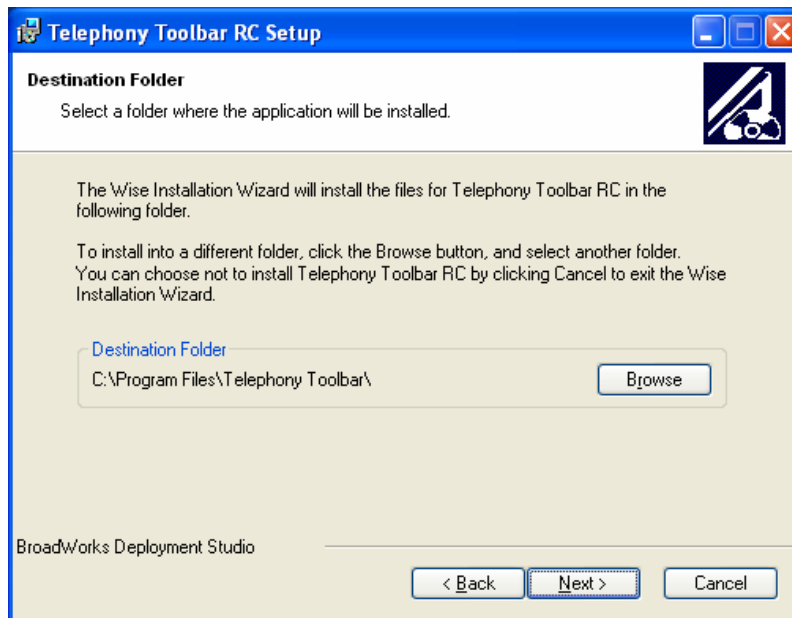 Telephony Toolbar RC Setup
Destination Folder
Select a folder where the application will be installed.
The Wise Installation Wizard will install the files for Telephony Toolbar RC in the
following folder.
To install into a different folder, click the Browse button, and select another folder.
You can choose not to install Telephony Toolbar RC by clicking Cancel to exit the Wise
Installation Wizard.
Destination Folder
C:\Program Files\Telephony Toolbar\
Browse
BroadWorks Deployment Studio
< Back
Next >
Cancel